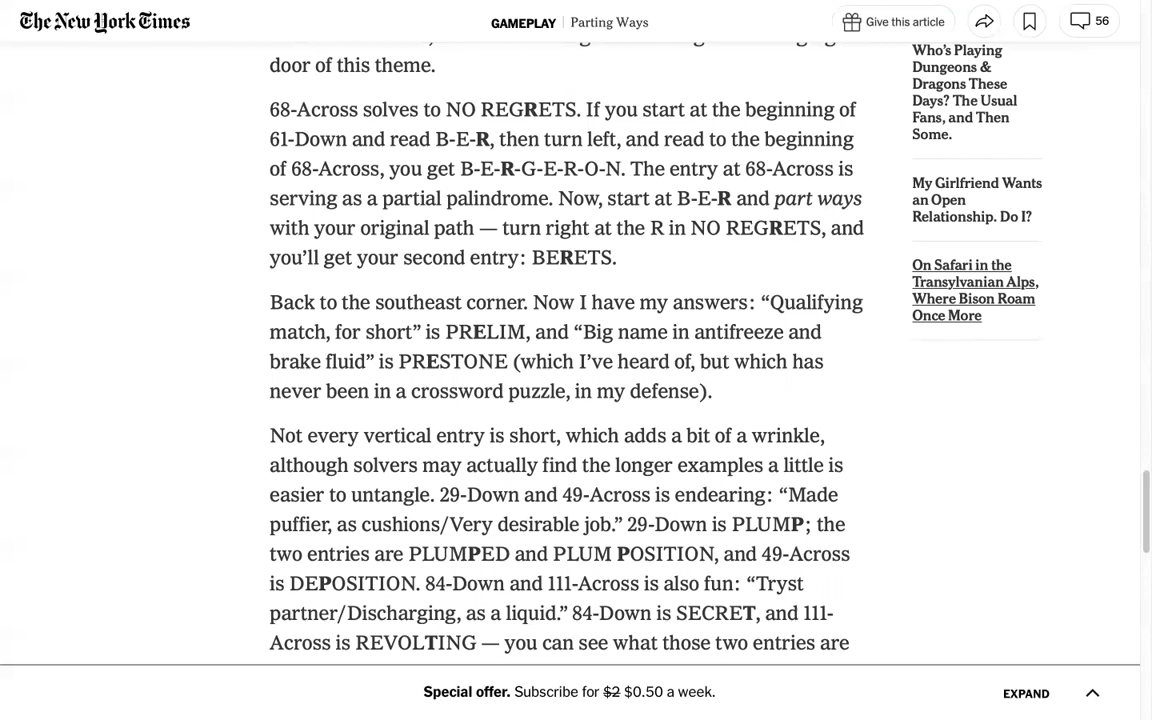 The New York Times
GAMEPLAY | Parting Ways
Give this article
56
door of this theme.
68-Across solves to NO REGRETS. If you start at the beginning of
61-Down and read B-E-R, then turn left, and read to the beginning
of 68-Across, you get B-E-R-G-E-R-O-N. The entry at 68-Across is
serving as a partial palindrome. Now, start at B-E-R and part ways
with your original path — turn right at the R in NO REGRETS, and
you’ll get your second entry: BERETS.
Back to the southeast corner. Now I have my answers: “Qualifying
match, for short” is PRELIM, and “Big name in antifreeze and
brake fluid” is PRESTONE (which I’ve heard of, but which has
never been in a crossword puzzle, in my defense).
Not every vertical entry is short, which adds a bit of a wrinkle,
although solvers may actually find the longer examples a little is
easier to untangle. 29-Down and 49-Across is endearing: “Made
puffier, as cushions/Very desirable job.” 29-Down is PLUMP; the
two entries are PLUMPED and PLUM POSITION, and 49-Across
is DEPOSITION. 84-Down and 111-Across is also fun: “Tryst
partner/Discharging, as a liquid.” 84-Down is SECRET, and 111-
Across is REVOLTING — you can see what those two entries are
Who’s Playing
Dungeons &
Dragons These
Days? The Usual
Fans, and Then
Some.
My Girlfriend Wants
an Open
Relationship. Do I?
On Safari in the
Transylvanian Alps,
Where Bison Roam
Once More
Special offer. Subscribe for $2 $0.50 a week.
EXPAND